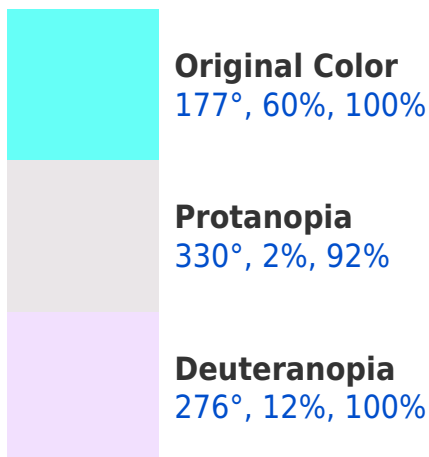 Original Color
177°, 60%, 100%
Protanopia
330°, 2%, 92%
Deuteranopia
276°, 12%, 100%